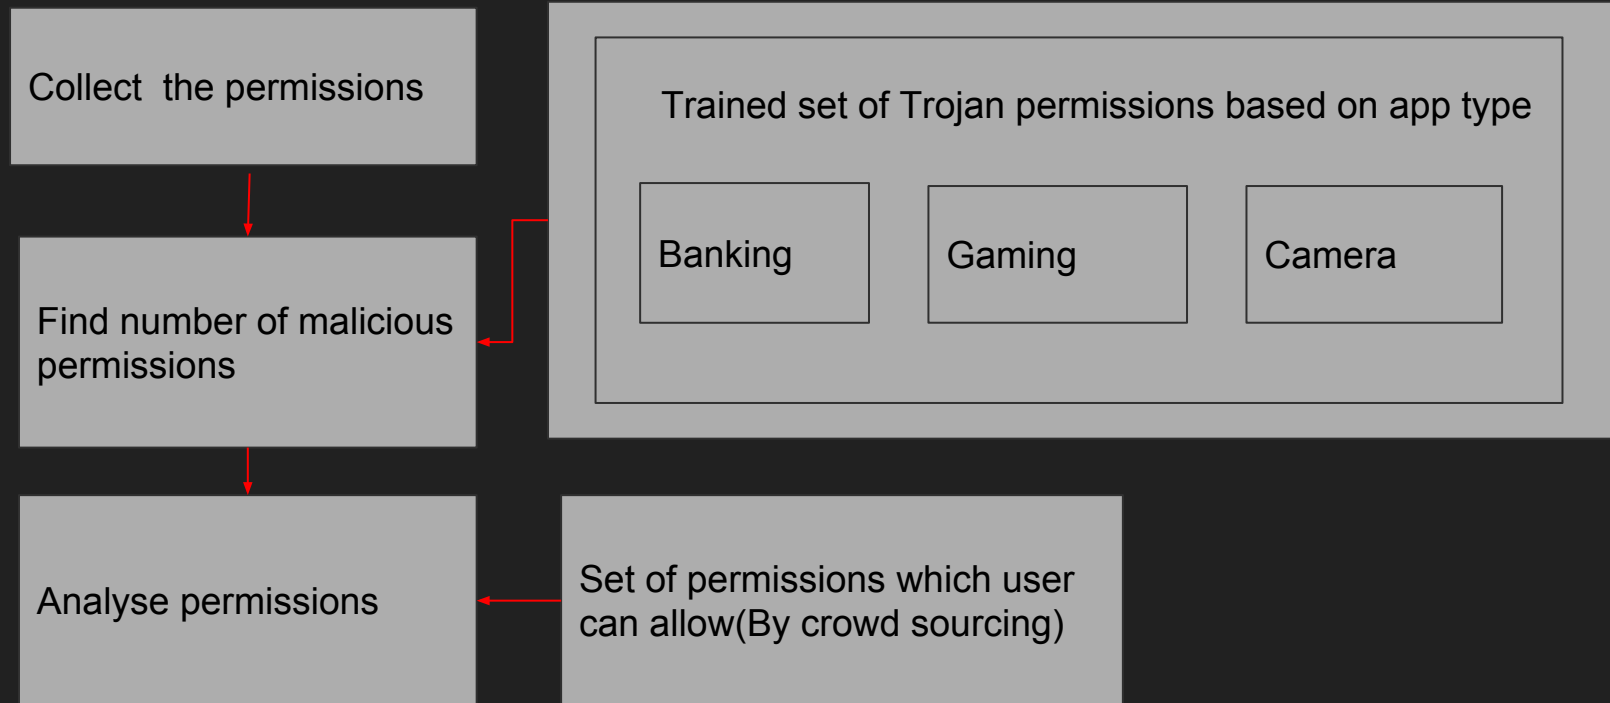 Collect  the permissions
Trained set of Trojan permissions based on app type
Banking
Gaming
Camera
Find number of malicious
permissions
Analyse permissions
Set of permissions which user
can allow(By crowd sourcing)